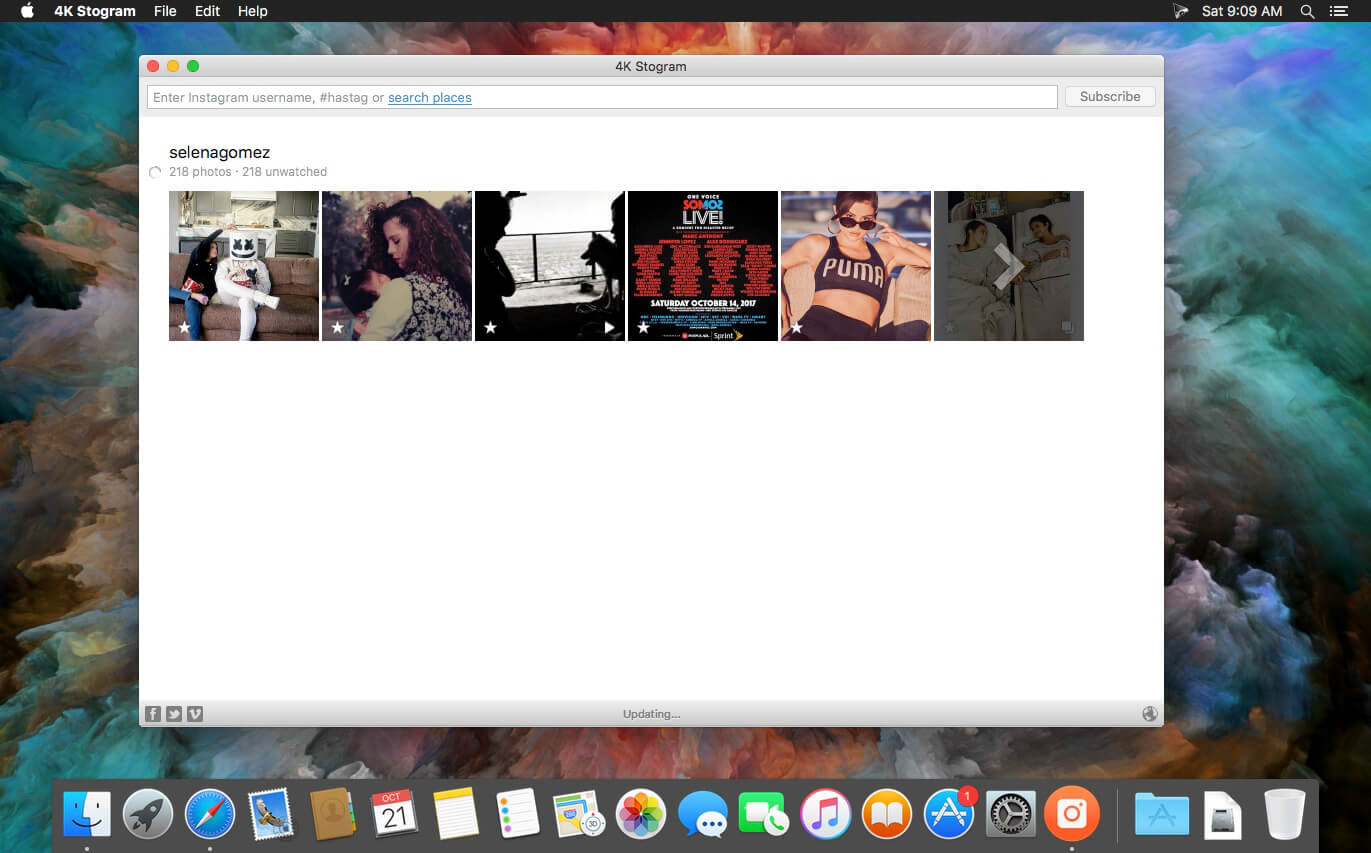 4K Stogram File Edit Help
Sat 9:09 AM
4K Stogram
Enter Instagram username, #hastag or search places
Subscribe
selenagomez
218 photos · 218 unwatched
ONE VOICE
SOMOS
LIVE!
A CONCERT FOR DISASTER RELIEF
MARC ANTHONY
JENNIFER LOPEZ ALEX RODRIGUEZ
SATURDAY OCTOBER 14, 2017
Sprint
PUMA
Updating...
OCT
21
3D
1